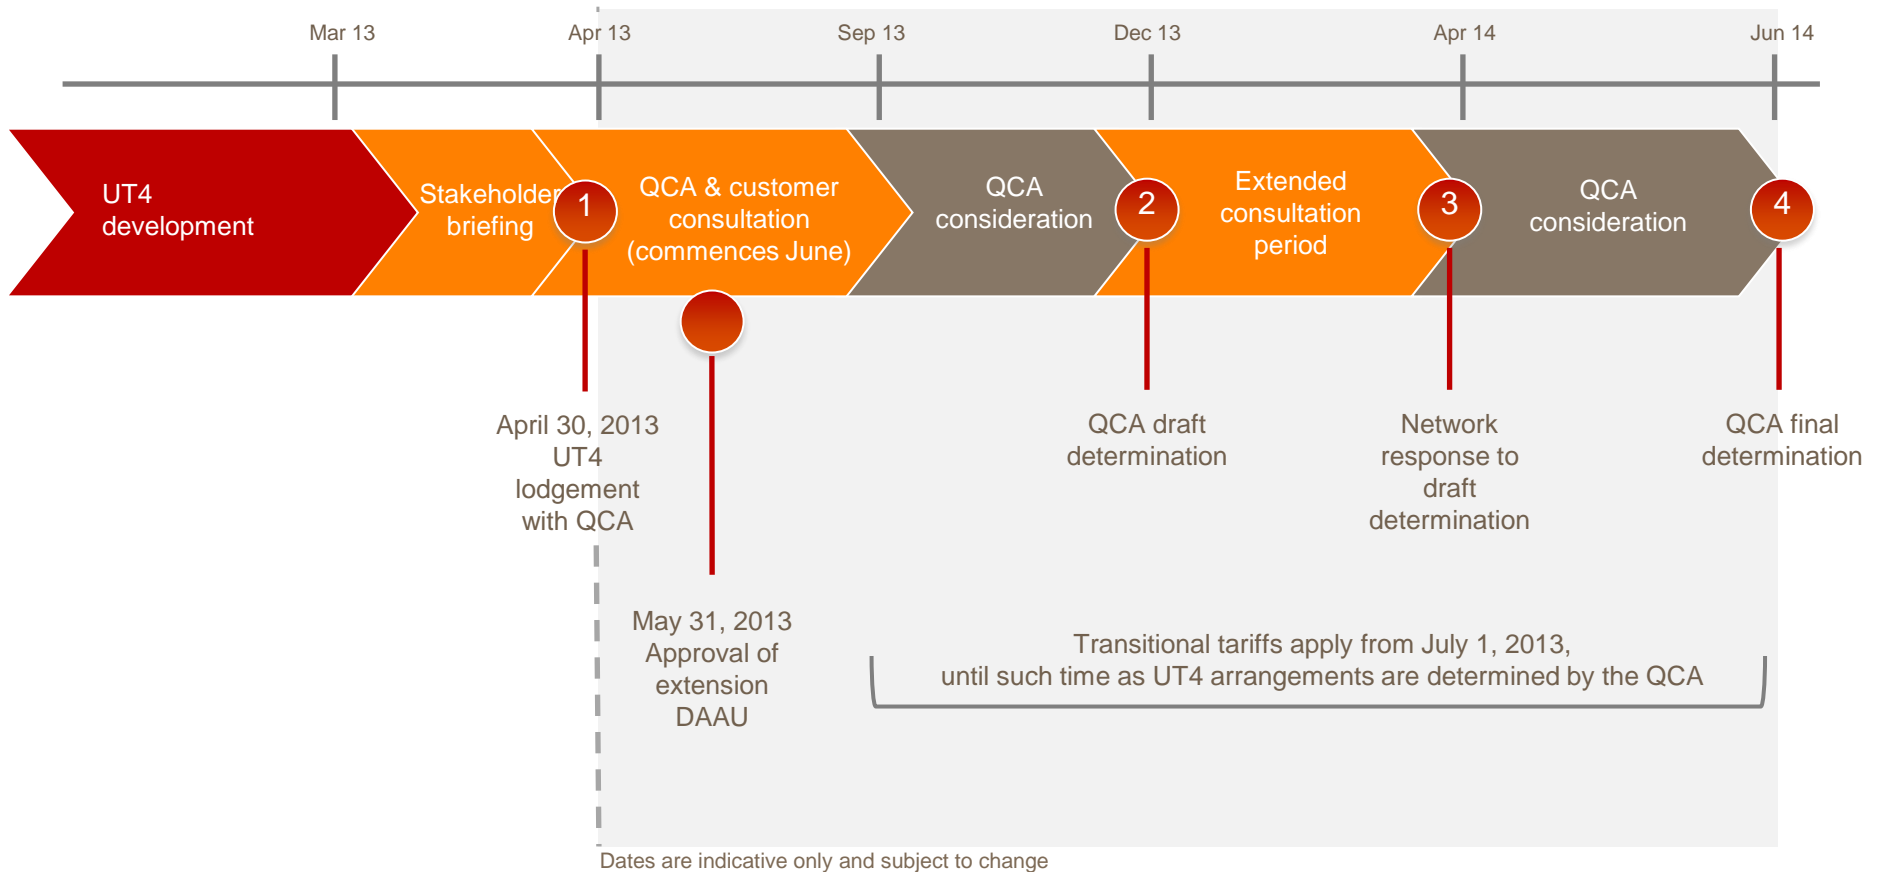 Mar 13
Apr 13
Sep 13
Dec 13
Apr 14
Jun 14
UT4
development
Stakeholder
briefing
1
QCA & customer
consultation
(commences June)
QCA
consideration
2
Extended
consultation
period
3
QCA
consideration
4
April 30, 2013
UT4
lodgement
with QCA
QCA draft
determination
Network
response to
draft
determination
QCA final
determination
May 31, 2013
Approval of
extension
DAAU
Transitional tariffs apply from July 1, 2013,
until such time as UT4 arrangements are determined by the QCA
Dates are indicative only and subject to change